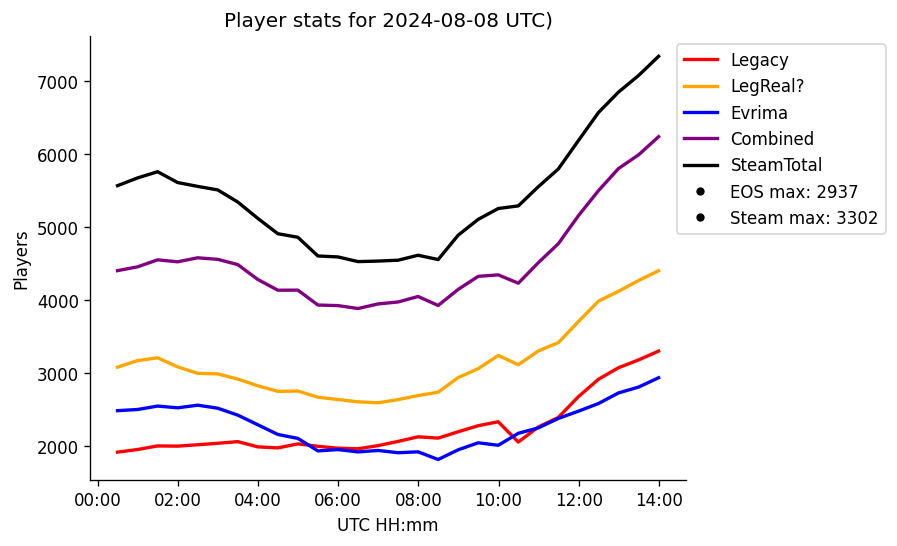 Player stats for 2024-08-08 UTC)
Legacy
LegReal?
Evrima
Combined
SteamTotal
EOS max: 2937
Steam max: 3302
Players
7000
6000
5000
4000
3000
2000
00:00 02:00 04:00 06:00 08:00 10:00 12:00 14:00
UTC HH:mm